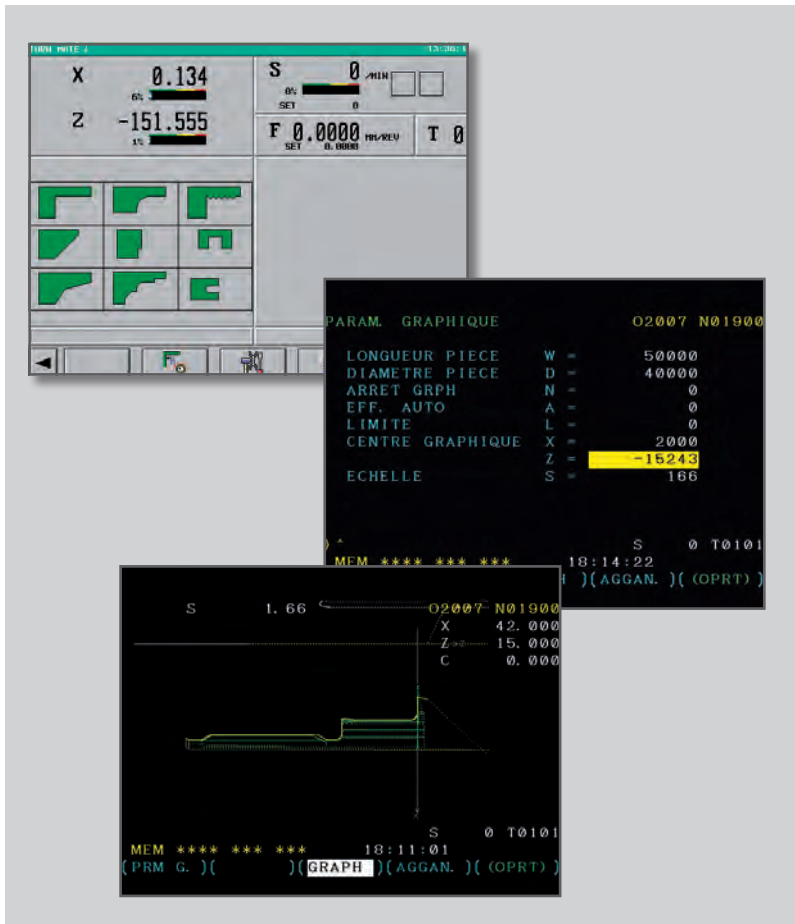 TURN MATE i
X 0.134 S 0 /MIN
6% 0%
SET 0
Z -151.555 F 0.0000 MM/REV T 0
1% SET 0.0000
PARAM. GRAPHIQUE O2007 N01900
LONGUEUR PIECE W = 50000
DIAMETRE PIECE D = 40000
ARRET GRPH N = 0
EFF. AUTO A = 0
LIMITE L = 0
CENTRE GRAPHIQUE X = 2000
Z = -15243
ECHELLE S = 166
) ^
S 0 T0101
MEM **** *** *** 18:14:22
H )(AGGAN. )( (OPRT) )
S 1.66 O2007 N01900
X 42.000
Z 15.000
C 0.000
X
S 0 T0101
MEM **** *** *** 18:11:01
(PRM G. )( )(GRAPH )(AGGAN. )( (OPRT) )